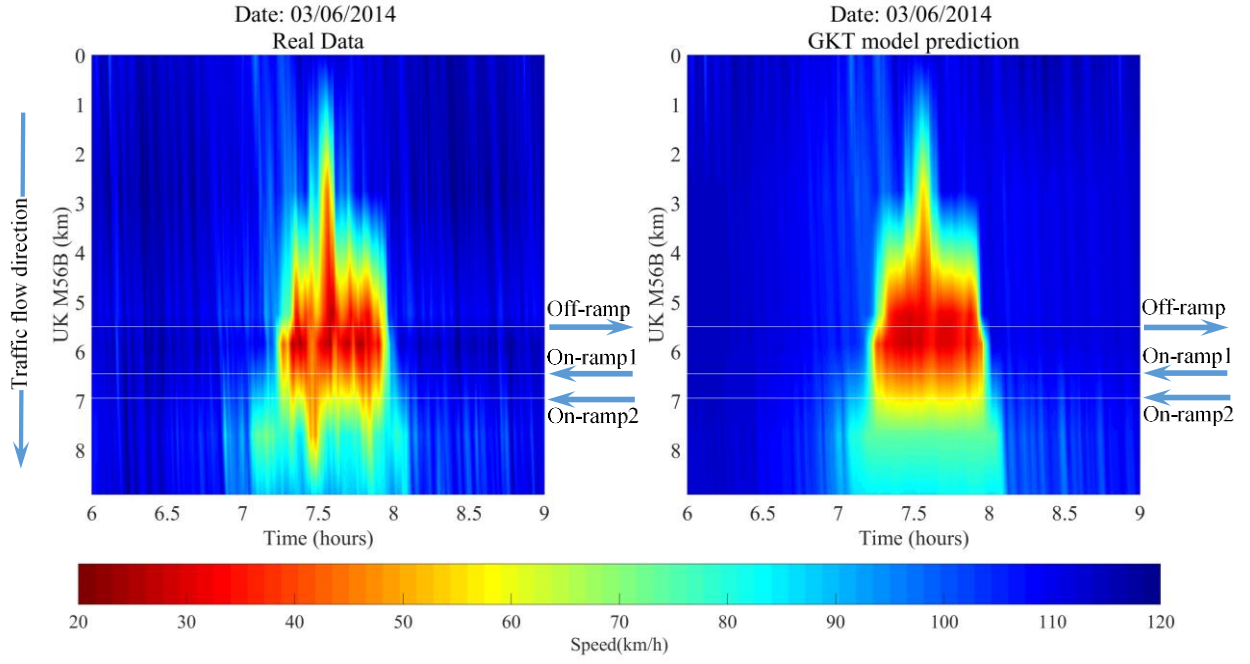 Date: 03/06/2014
Real Data
0
1
2
3
4
5
6
7
8
UK M56B (km)
Traffic flow direction
6
6.5
7
7.5
8
8.5
9
Time (hours)
Off-ramp
On-ramp1
On-ramp2
Date: 03/06/2014
GKT model prediction
0
1
2
3
4
5
6
7
8
UK M56B (km)
6
6.5
7
7.5
8
8.5
9
Time (hours)
Off-ramp
On-ramp1
On-ramp2
20
30
40
50
60
70
80
90
100
110
120
Speed(km/h)